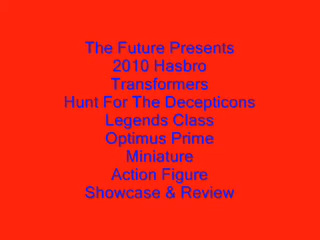 The Future Presents
2010 Hasbro
Transformers
Hunt For The Decepticons
Legends Class
Optimus Prime
Miniature
Action Figure
Showcase & Review